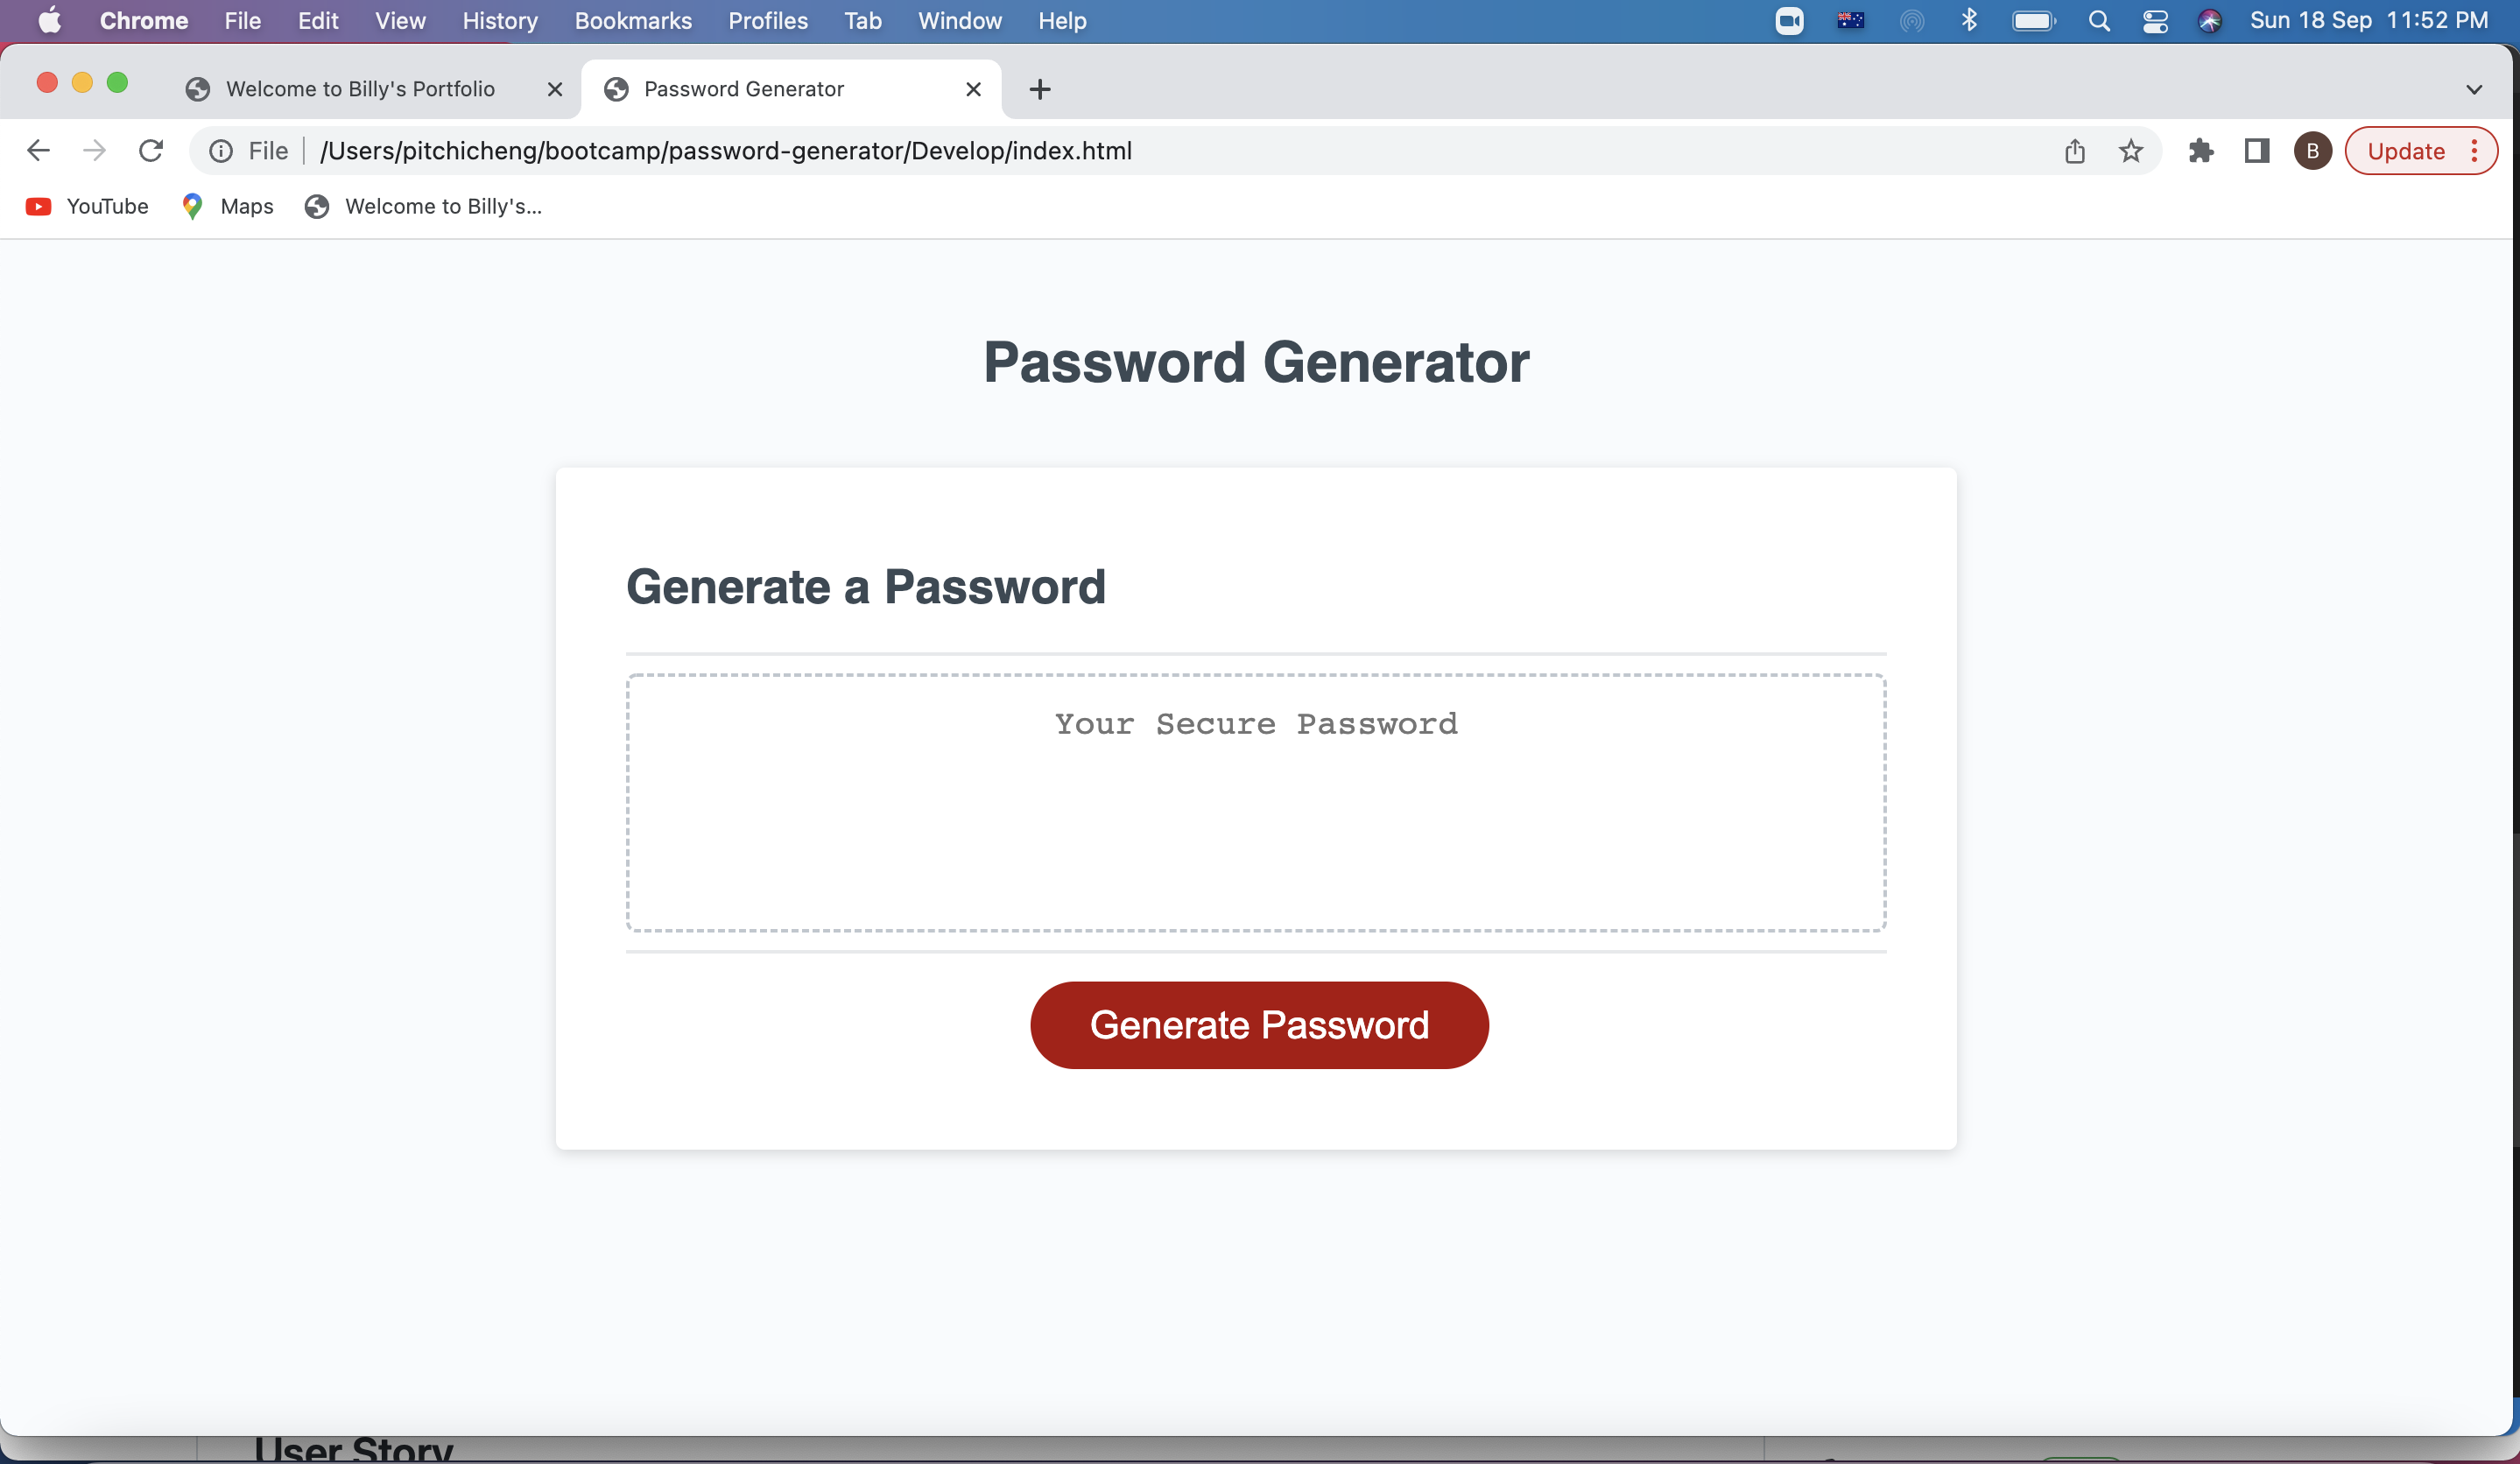 Chrome File Edit View History Bookmarks Profiles Tab Window Help Sun 18 Sep 11:52 PM
Welcome to Billy's Portfolio Password Generator
File /Users/pitchicheng/bootcamp/password-generator/Develop/index.html B Update
YouTube Maps Welcome to Billy's...
Password Generator
Generate a Password
Your Secure Password
Generate Password
User Story